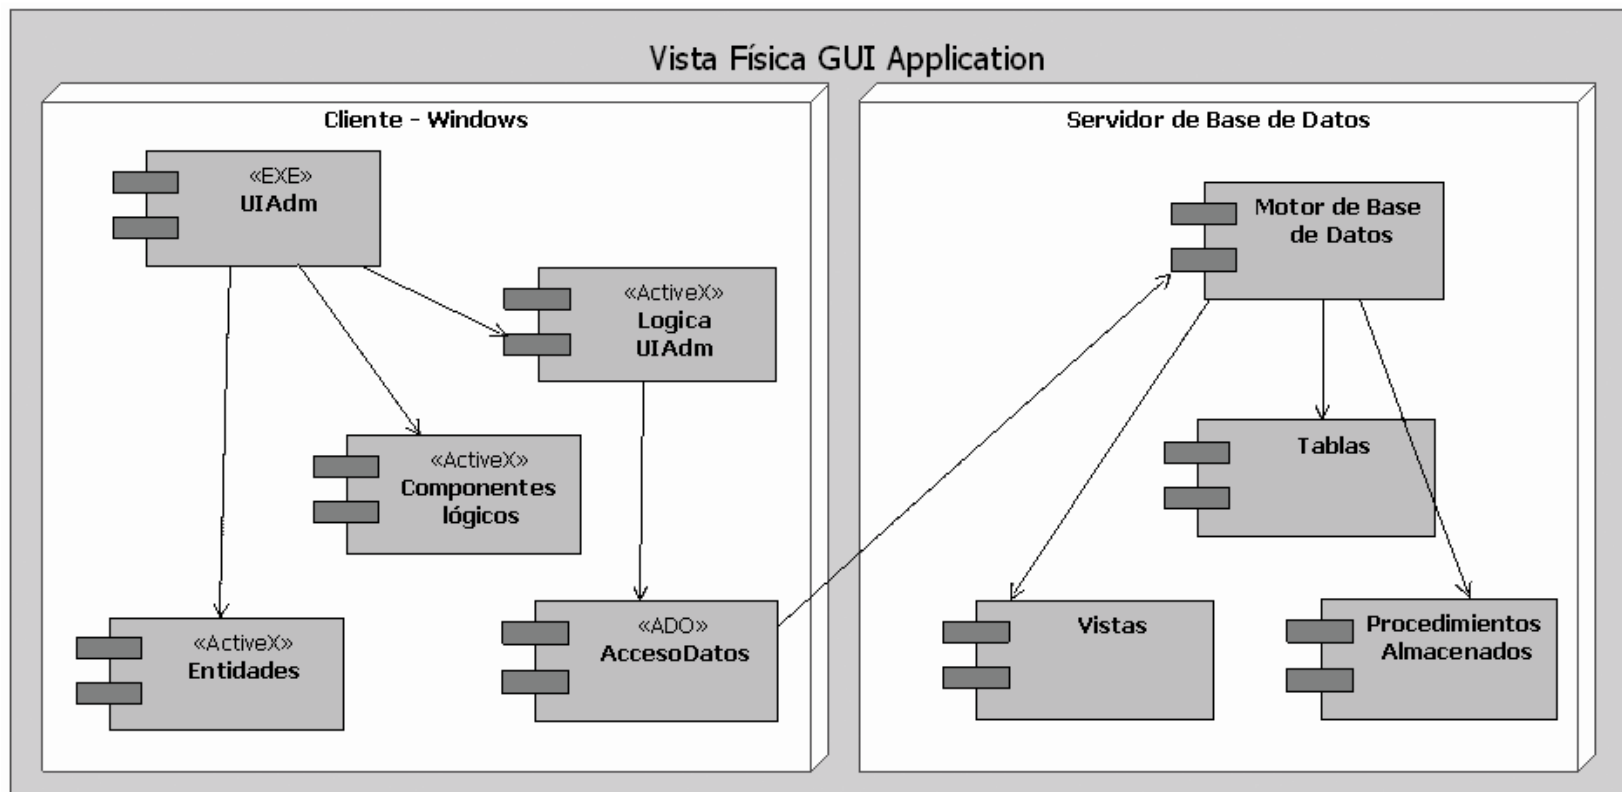 Vista Física GUI Application
Cliente - Windows
«EXE»
UIAdm
«ActiveX»
Logica
UIAdm
«ActiveX»
Componentes
lógicos
«ActiveX»
Entidades
«ADO»
AccesoDatos
Servidor de Base de Datos
Motor de Base
de Datos
Tablas
Vistas
Procedimientos
Almacenados